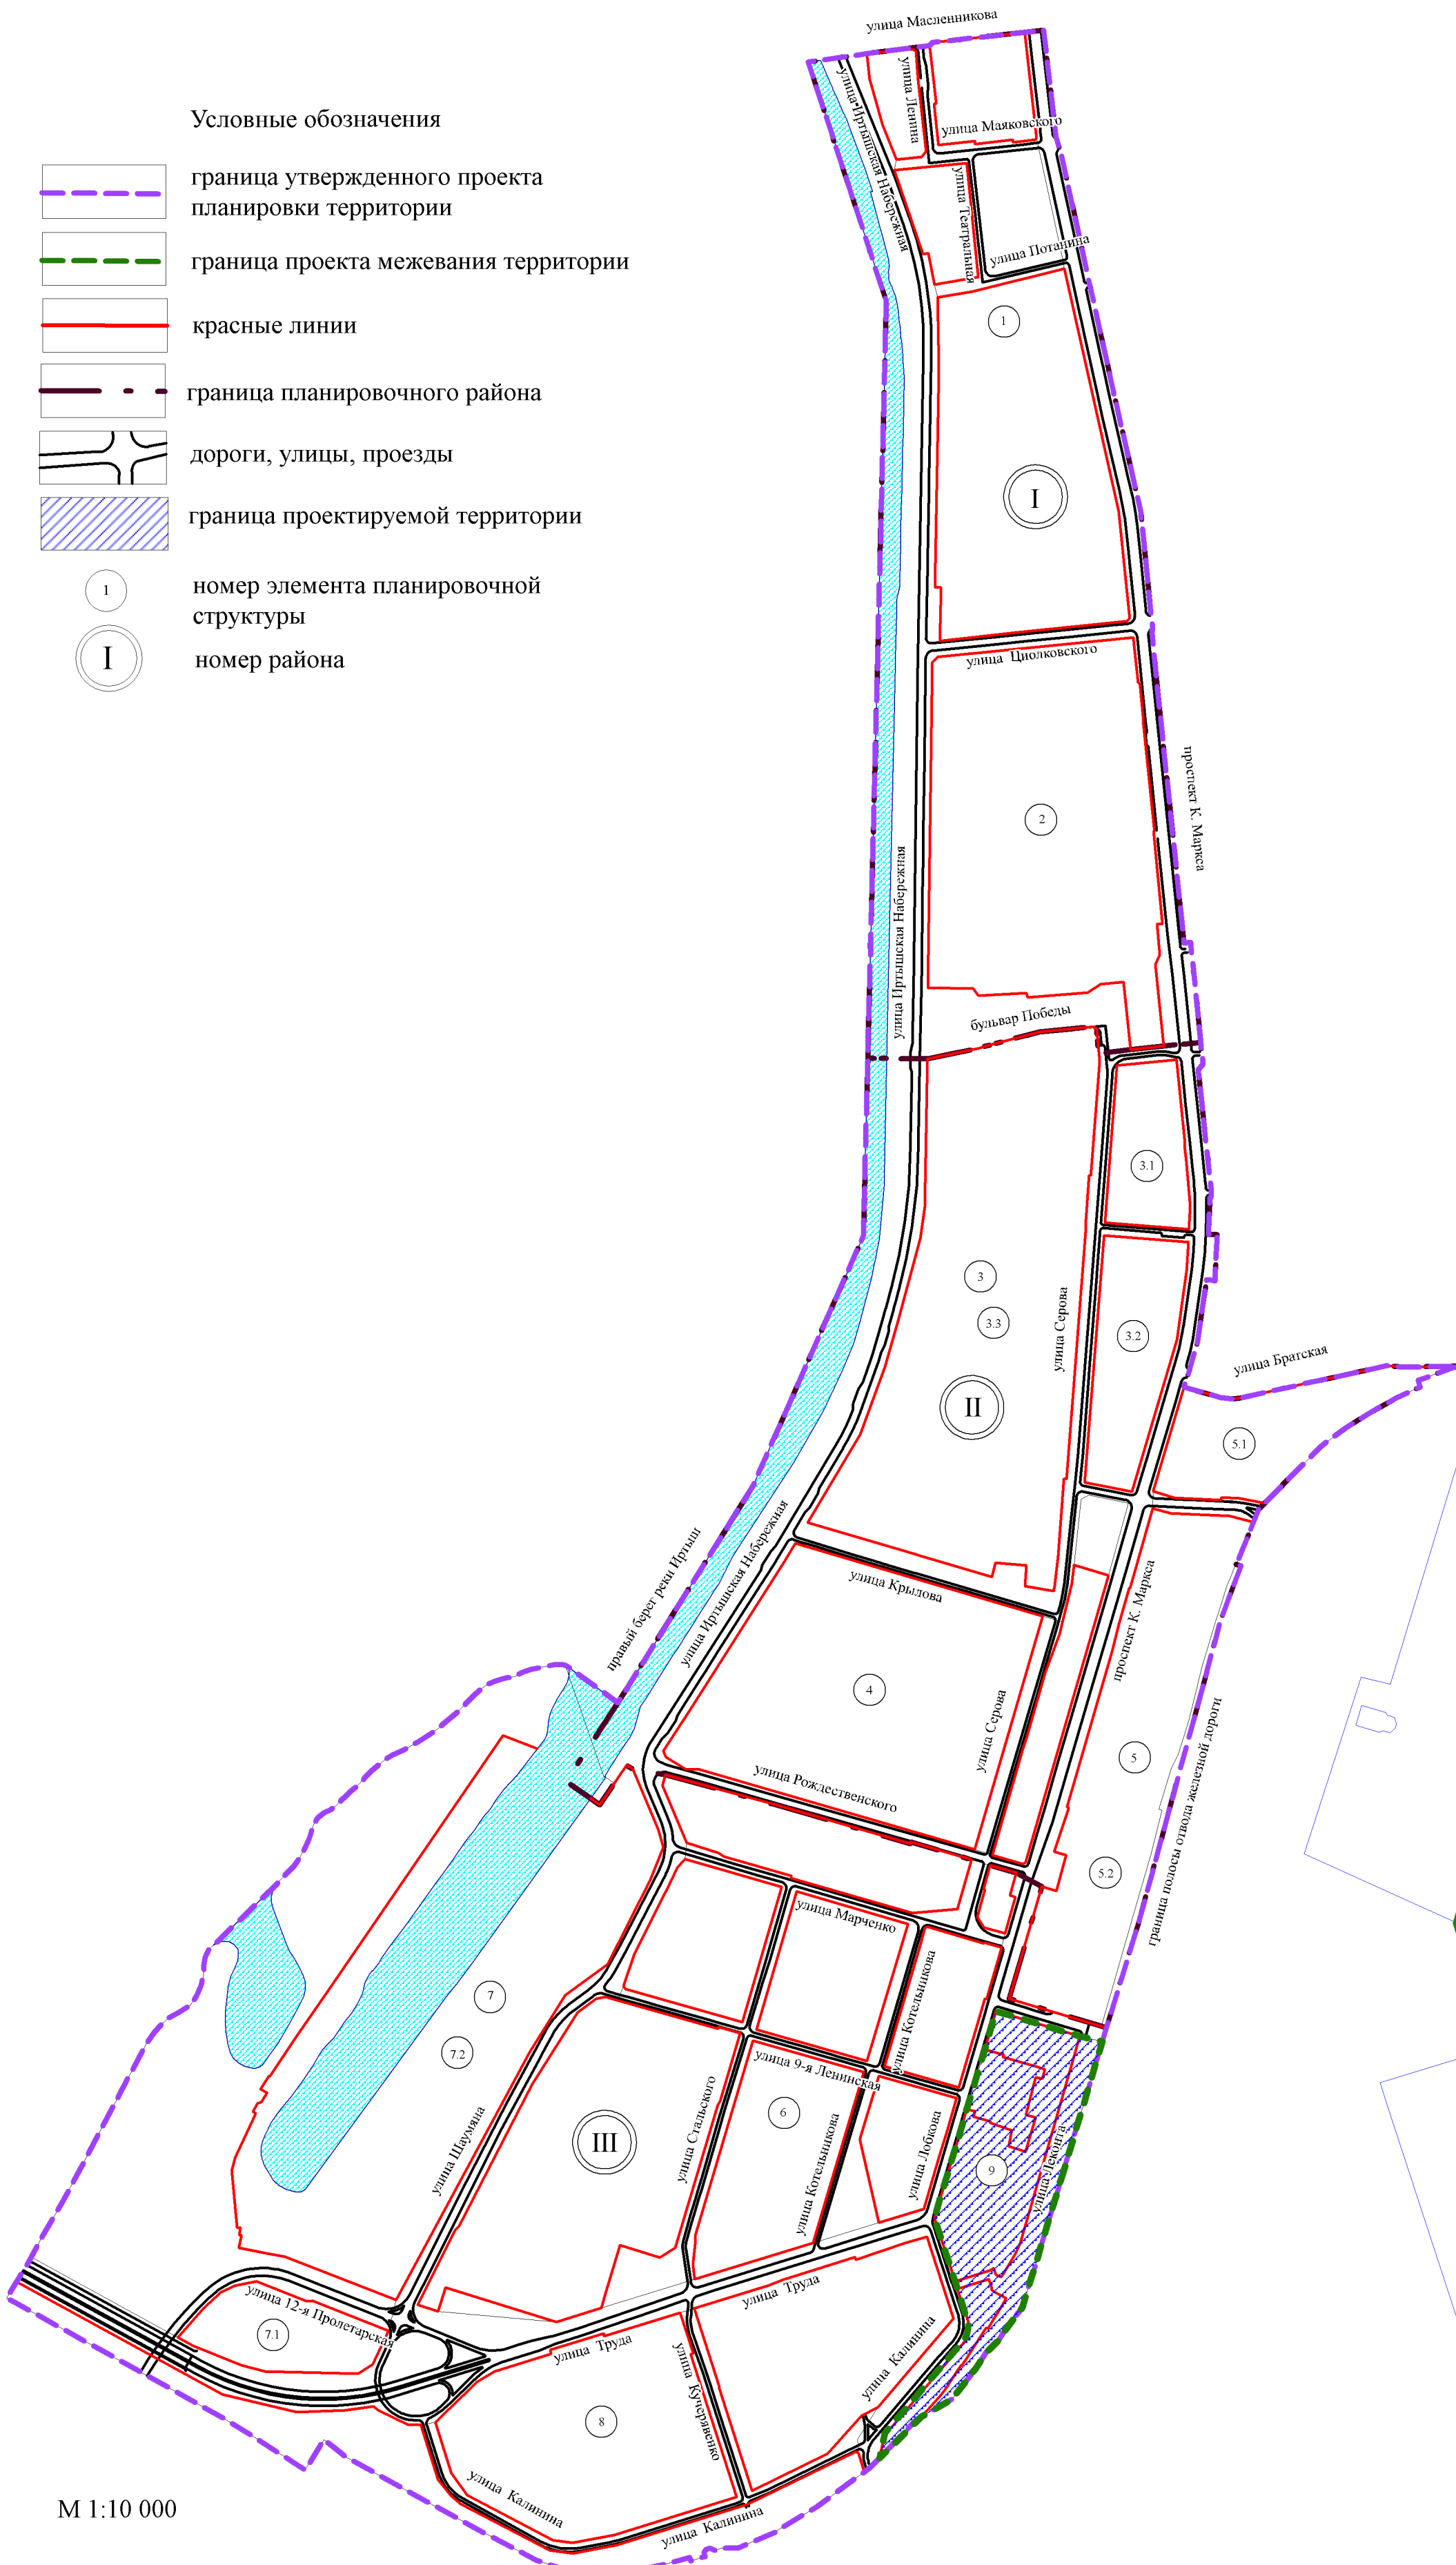 Условные обозначения
граница утвержденного проекта
планировки территории
граница проекта межевания территории
красные линии
граница планировочного района
дороги, улицы, проезды
граница проектируемой территории
1
номер элемента планировочной
структуры
I
номер района
улица Масленникова
улица Иртышская Набережная
улица Ленина
улица Маяковского
улица Театральная
улица Потанина
1
I
улица Циолковского
проспект К. Маркса
2
улица Иртышская Набережная
бульвар Победы
3.1
3
3.3
улица Серова
3.2
II
улица Братская
5.1
улица Иртышская Набережная
правый берег реки Иртыш
улица Крылова
проспект К. Маркса
4
улица Серова
5
улица Рождественского
граница полосы отвода железной дороги
5.2
улица Марченко
улица Котельникова
7
7.2
улица 9-я Ленинская
6
улица Шаумяна
улица Стальского
III
улица Котельникова
улица Лобкова
9
улица Леконта
улица 12-я Пролетарская
7.1
улица Труда
улица Труда
улица Кучерявенко
улица Калинина
8
улица Калинина
улица Калинина
М 1:10 000